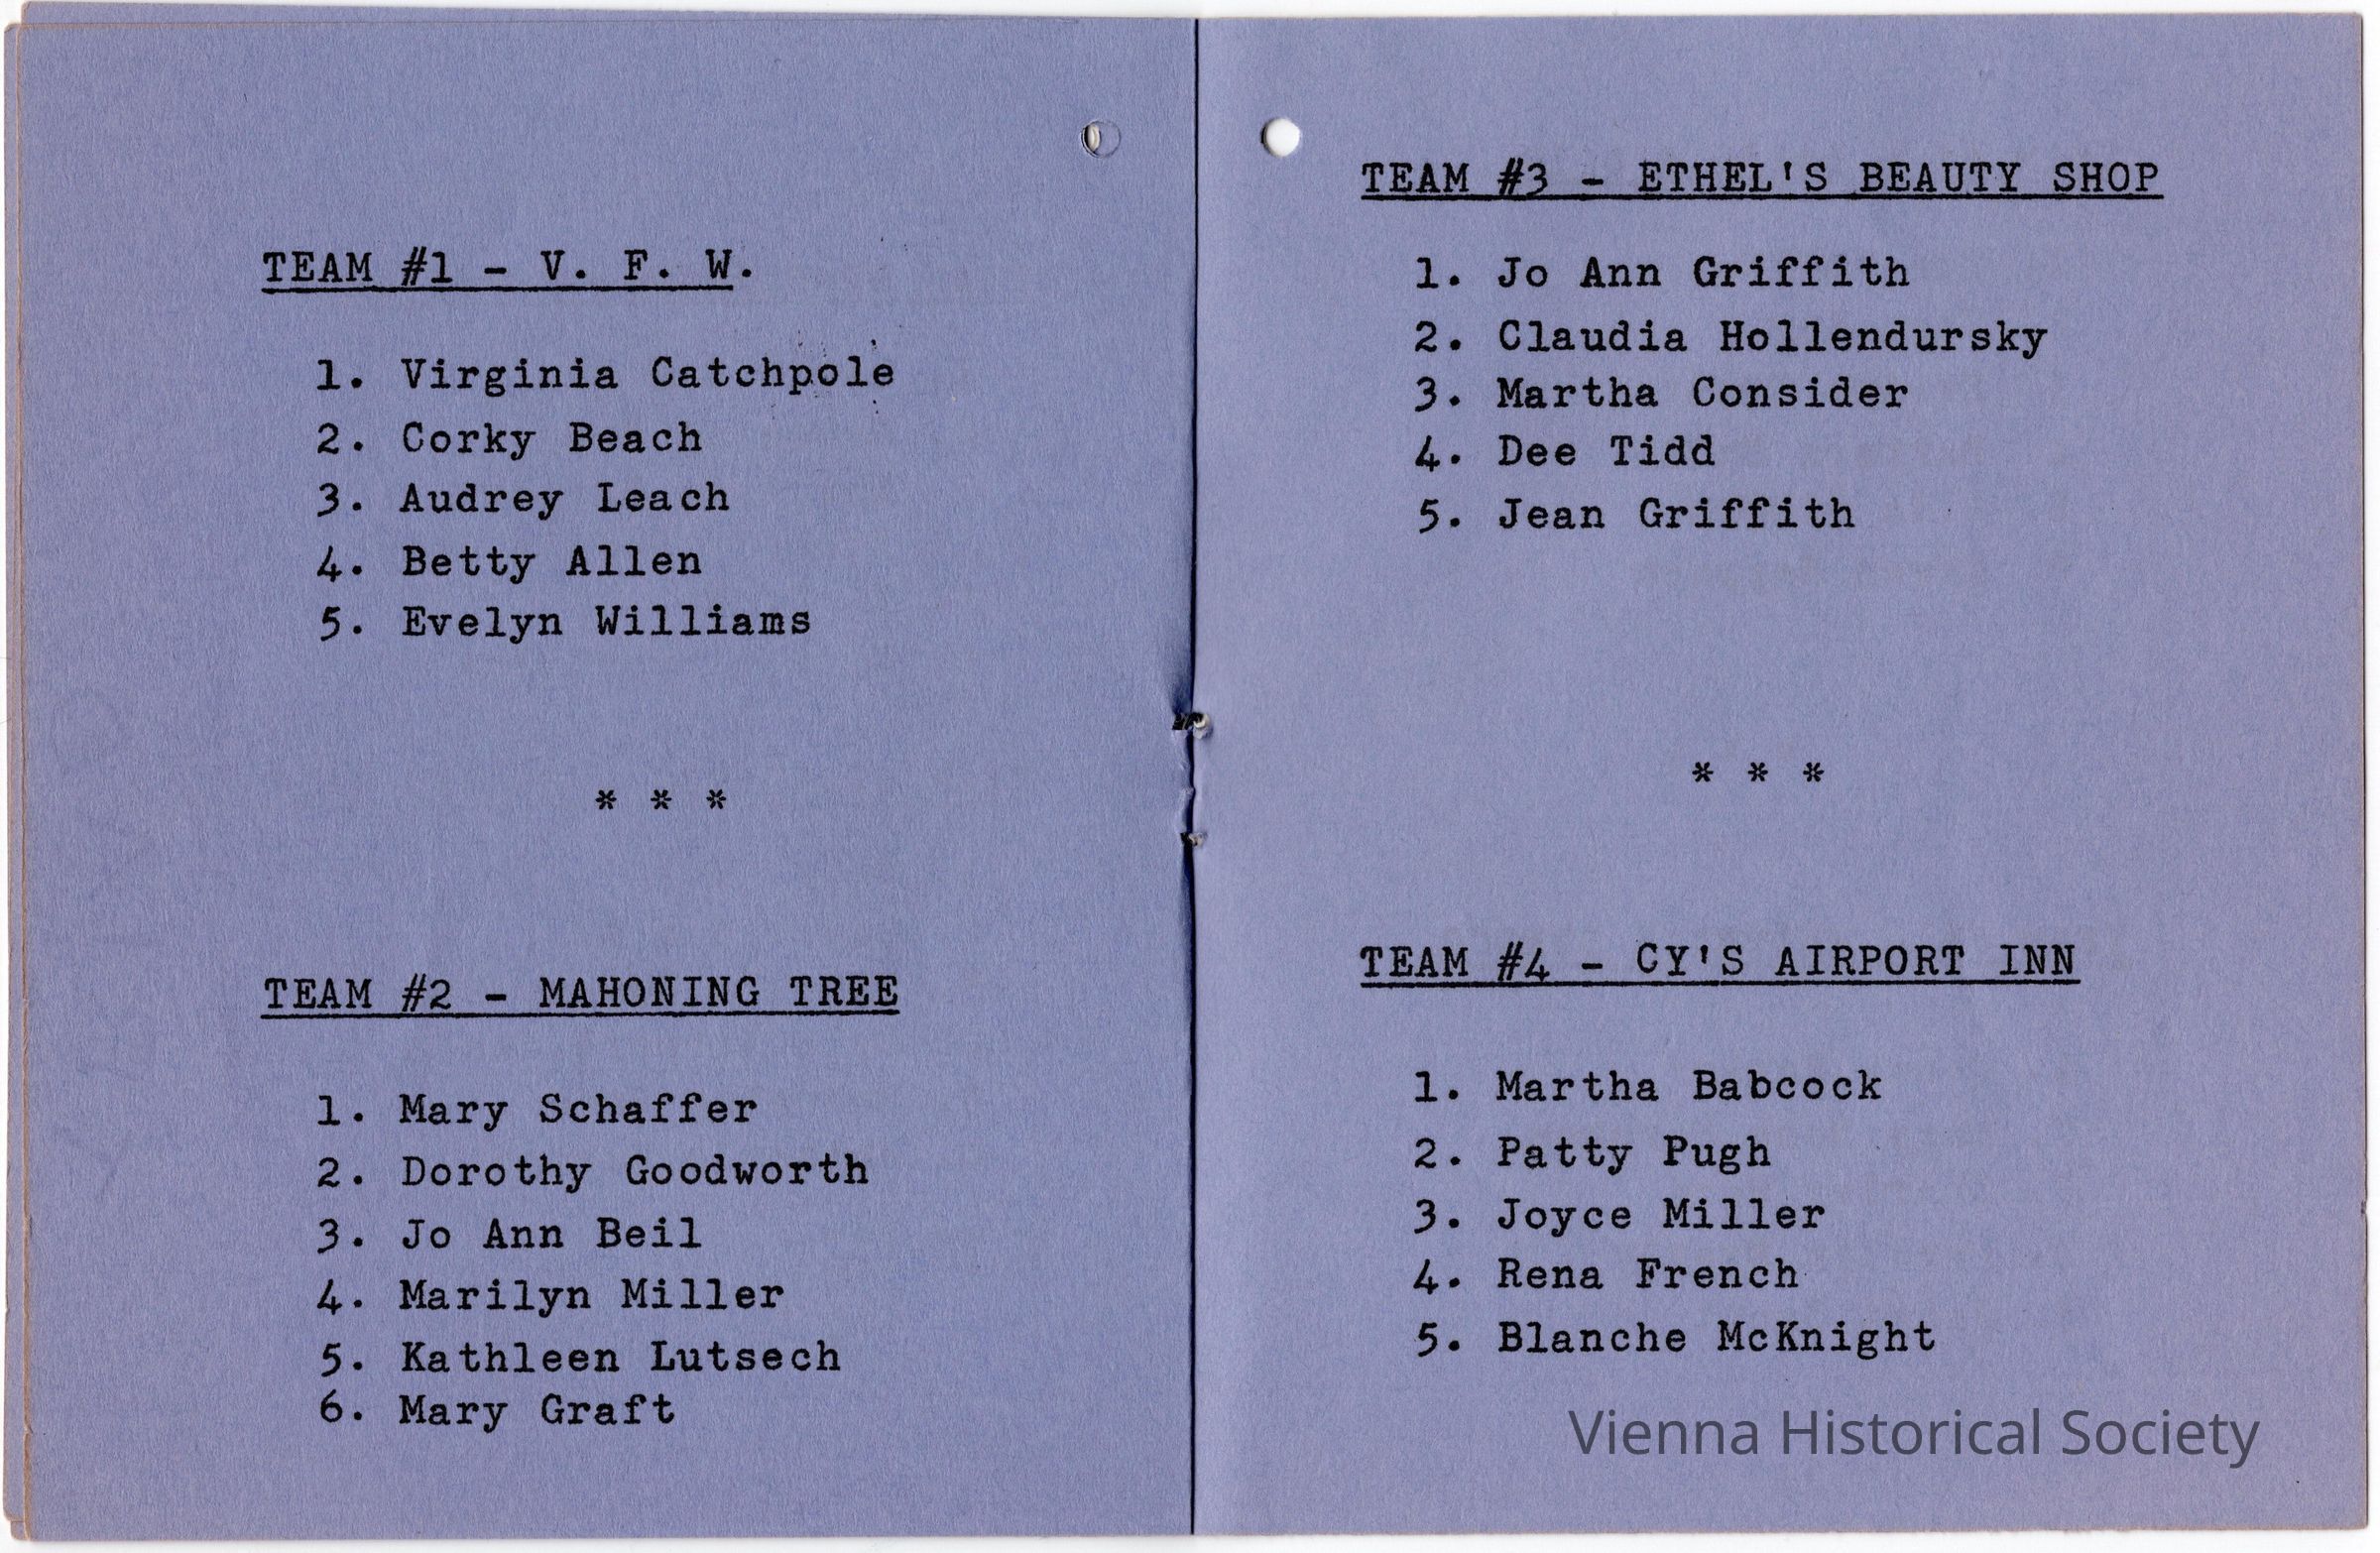 TEAM #1 - V. F. W.
1. Virginia Catchpole
2. Corky Beach
3. Audrey Leach
4. Betty Allen
5. Evelyn Williams
* * *
TEAM #2 - MAHONING TREE
1. Mary Schaffer
2. Dorothy Goodworth
3. Jo Ann Beil
4. Marilyn Miller
5. Kathleen Lutsech
6. Mary Graft
TEAM #3 - ETHEL'S BEAUTY SHOP
1. Jo Ann Griffith
2. Claudia Hollendursky
3. Martha Consider
4. Dee Tidd
5. Jean Griffith
* * *
TEAM #4 - CY'S AIRPORT INN
1. Martha Babcock
2. Patty Pugh
3. Joyce Miller
4. Rena French
5. Blanche McKnight
Vienna Historical Society